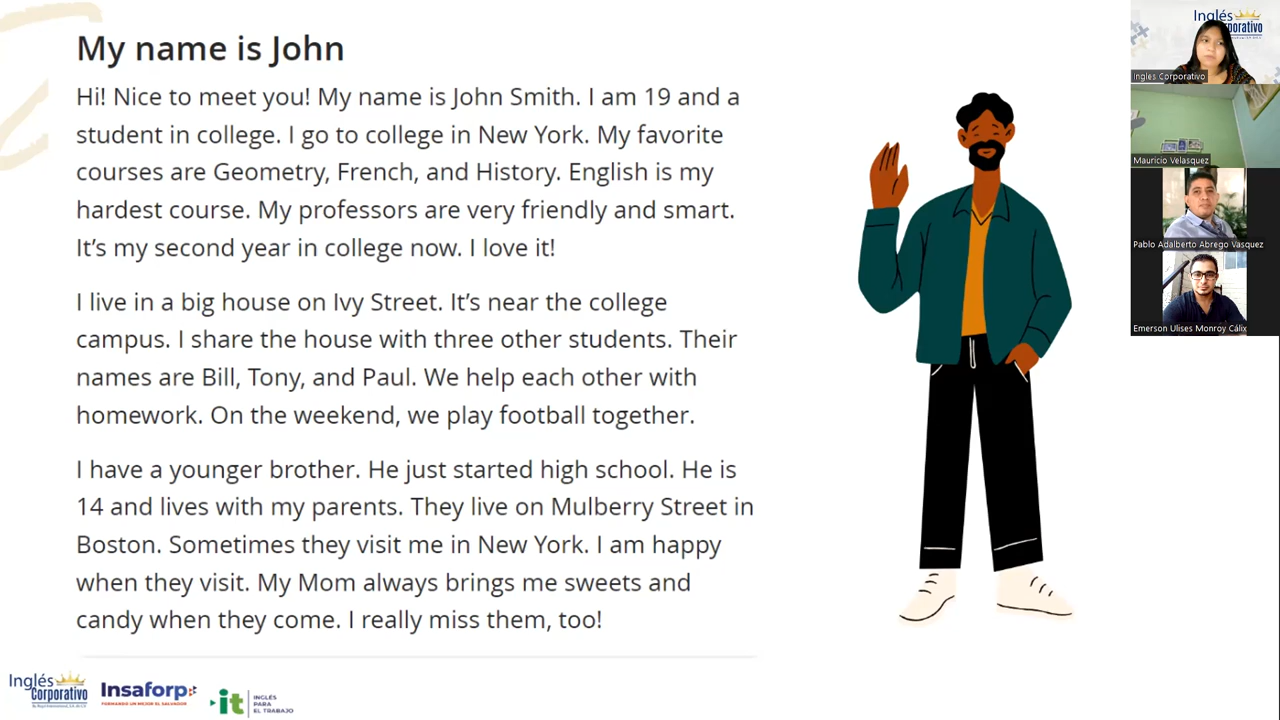 My name is John
Hi! Nice to meet you! My name is John Smith. I am 19 and a
student in college. I go to college in New York. My favorite
courses are Geometry, French, and History. English is my
hardest course. My professors are very friendly and smart.
It’s my second year in college now. I love it!
I live in a big house on Ivy Street. It’s near the college
campus. I share the house with three other students. Their
names are Bill, Tony, and Paul. We help each other with
homework. On the weekend, we play football together.
I have a younger brother. He just started high school. He is
14 and lives with my parents. They live on Mulberry Street in
Boston. Sometimes they visit me in New York. I am happy
when they visit. My Mom always brings me sweets and
candy when they come. I really miss them, too!
Inglés
Corporativo
Insaforp
FORMANDO UN MEJOR EL SALVADOR
it
INGLÉS
PARA
EL TRABAJO
Inglés
porativo
Ingles Corporativo
Mauricio Velasquez
Pablo Adalberto Abrego Vasquez
Emerson Ulises Monroy Cálix